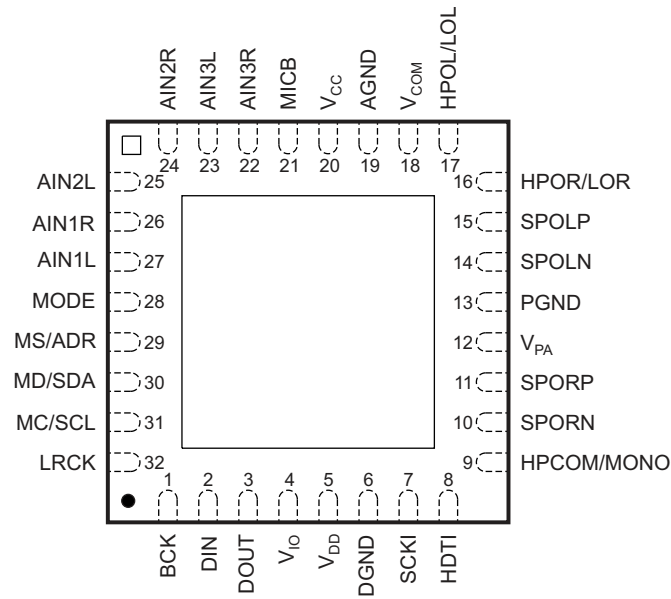 AIN2R AIN3L AIN3R MICB VCC AGND VCOM HPOL/LOL
24 23 22 21 20 19 18 17
AIN2L 25 16 HPOR/LOR
AIN1R 26 15 SPOLP
AIN1L 27 14 SPOLN
MODE 28 13 PGND
MS/ADR 29 12 VPA
MD/SDA 30 11 SPORP
MC/SCL 31 10 SPORN
LRCK 32 9 HPCOM/MONO
1 2 3 4 5 6 7 8
BCK DIN DOUT VIO VDD DGND SCKI HDTI